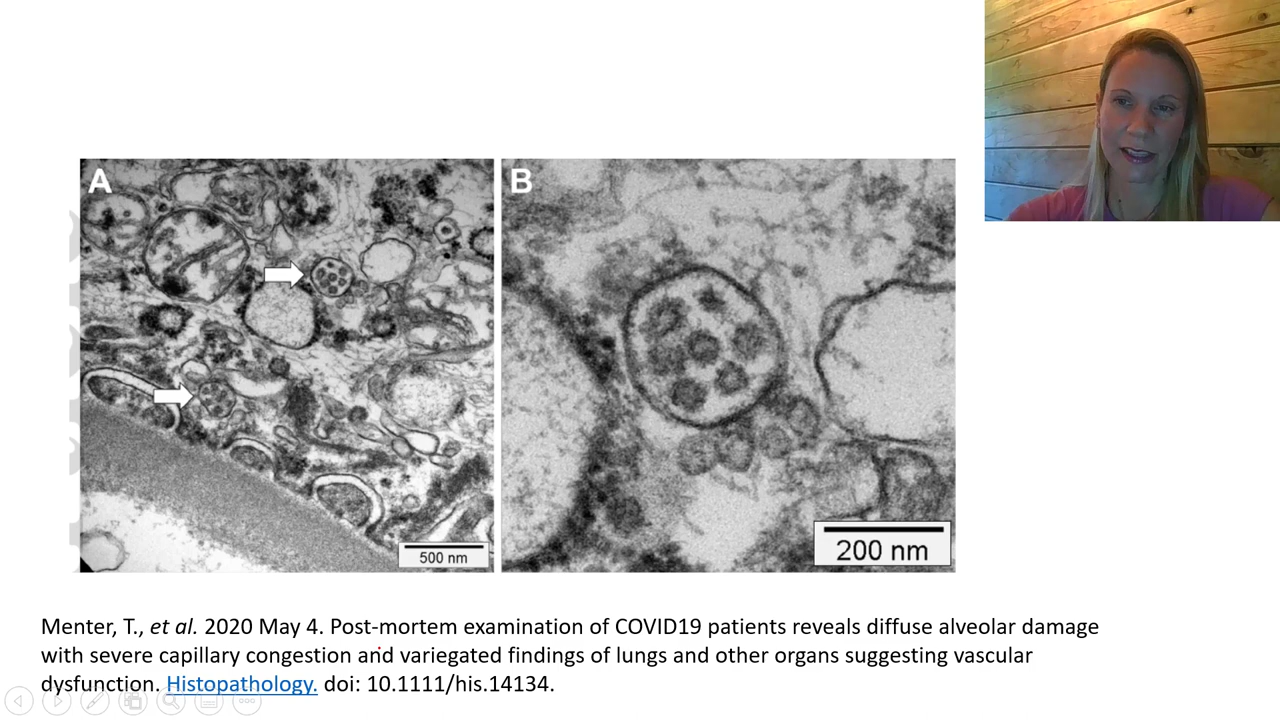 A
B
500 nm
200 nm
Menter, T., et al. 2020 May 4. Post-mortem examination of COVID19 patients reveals diffuse alveolar damage
with severe capillary congestion and variegated findings of lungs and other organs suggesting vascular
dysfunction. Histopathology. doi: 10.1111/his.14134.